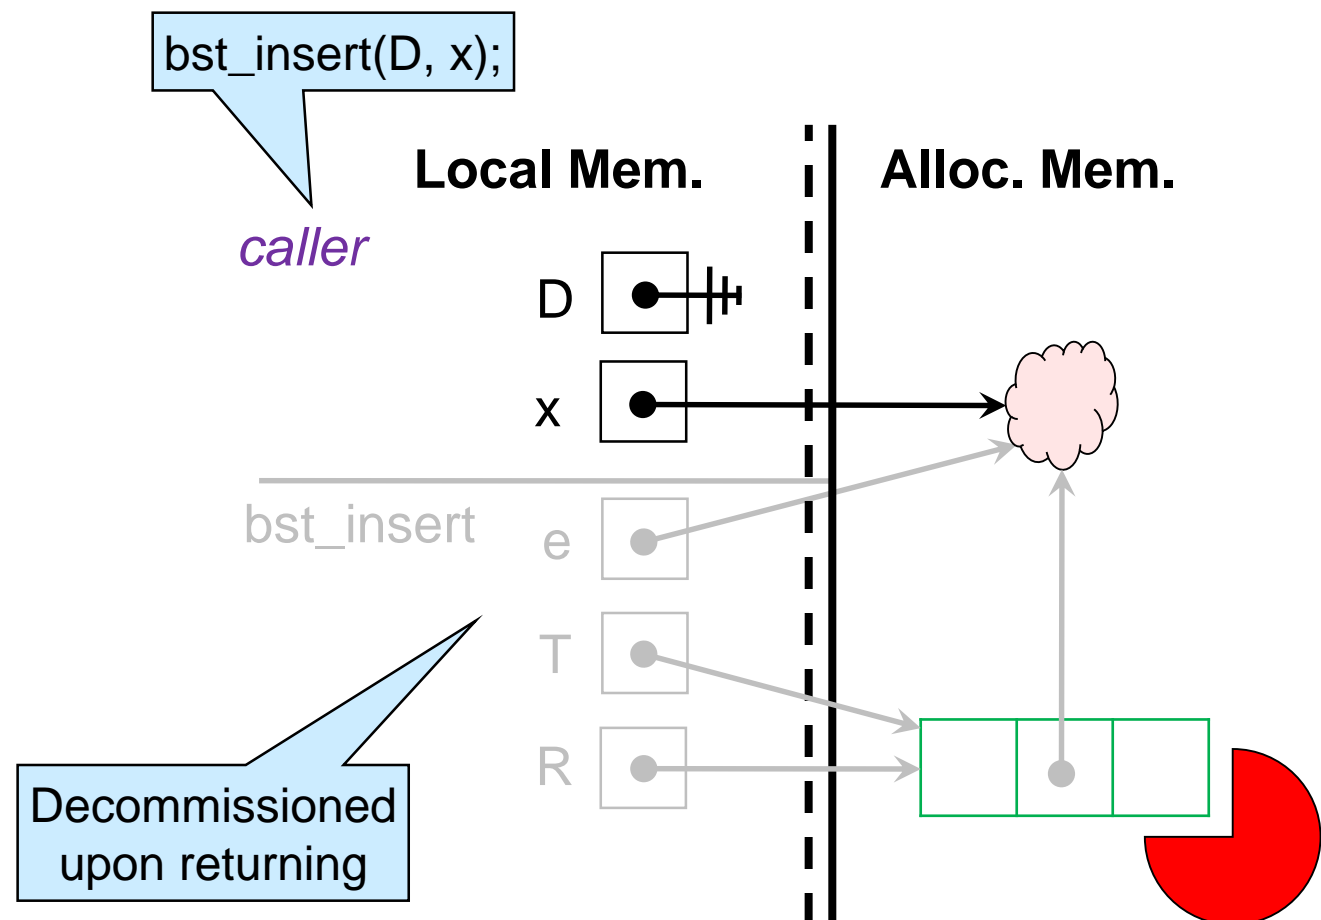 bst_insert(D, x);
Local Mem.
Alloc. Mem.
caller
D
x
bst_insert
e
T
R
Decommissioned
upon returning